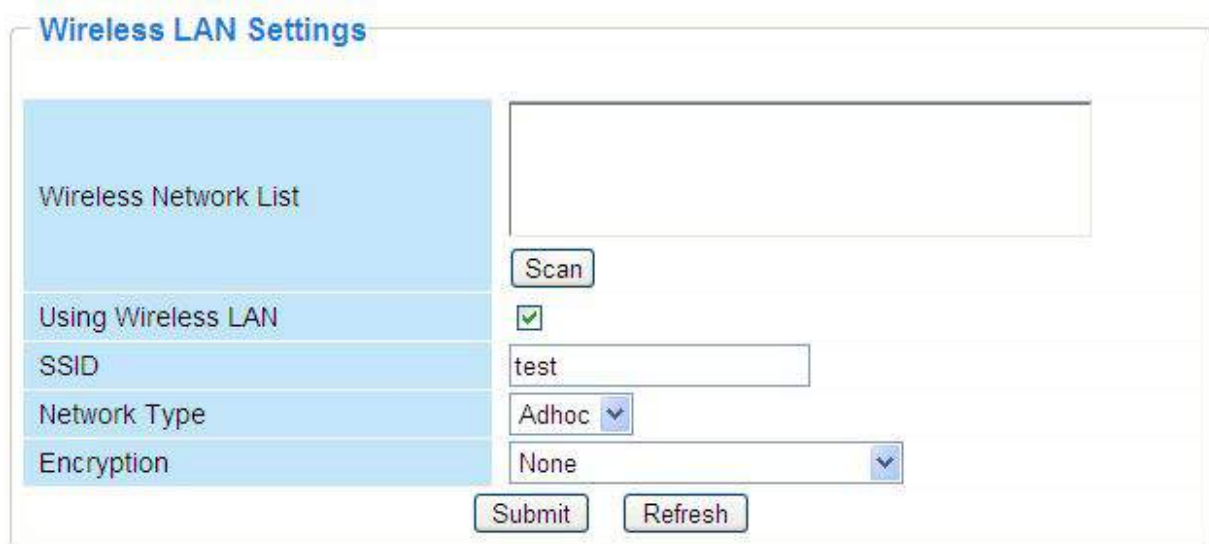 Wireless LAN Settings
Wireless Network List
Scan
Using Wireless LAN
SSID test
Network Type Adhoc
Encryption None
Submit Refresh